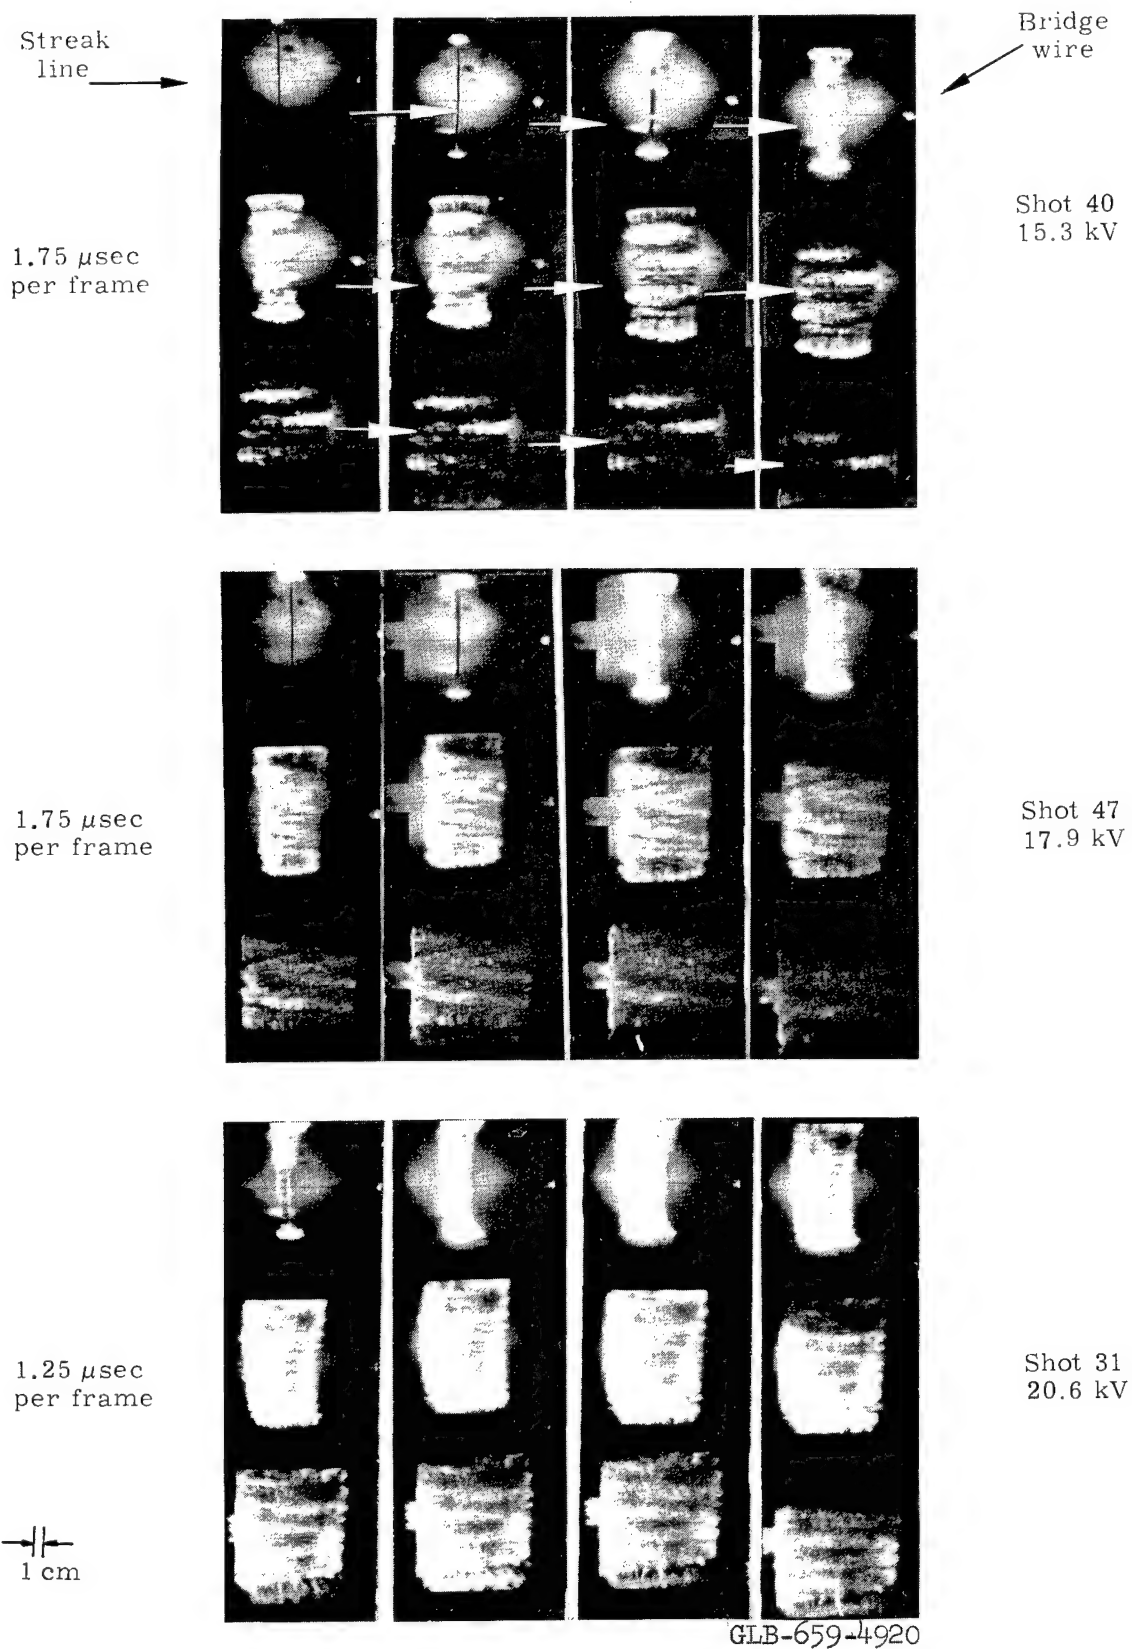 Streak
line
Bridge
wire
Shot 40
15.3 kV
1.75 μsec
per frame
1.75 μsec
per frame
Shot 47
17.9 kV
1.25 μsec
per frame
Shot 31
20.6 kV
1 cm
GLB-659-4920